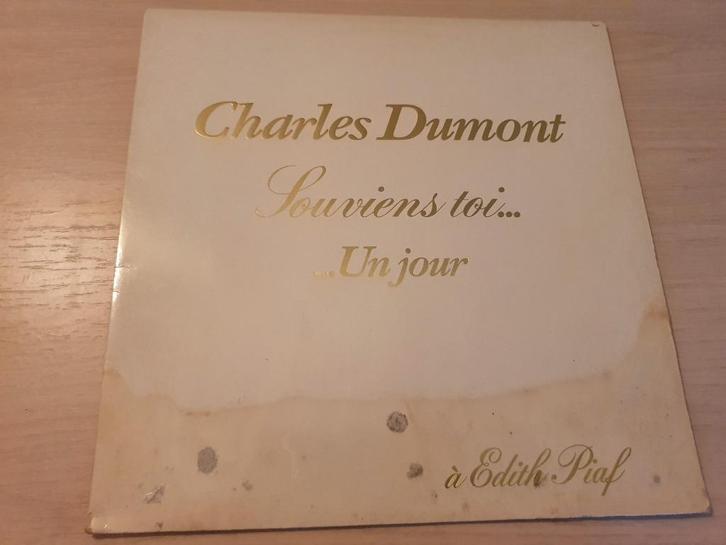 Charles Dumont
Souviens toi...
...Un jour
à Edith Piaf